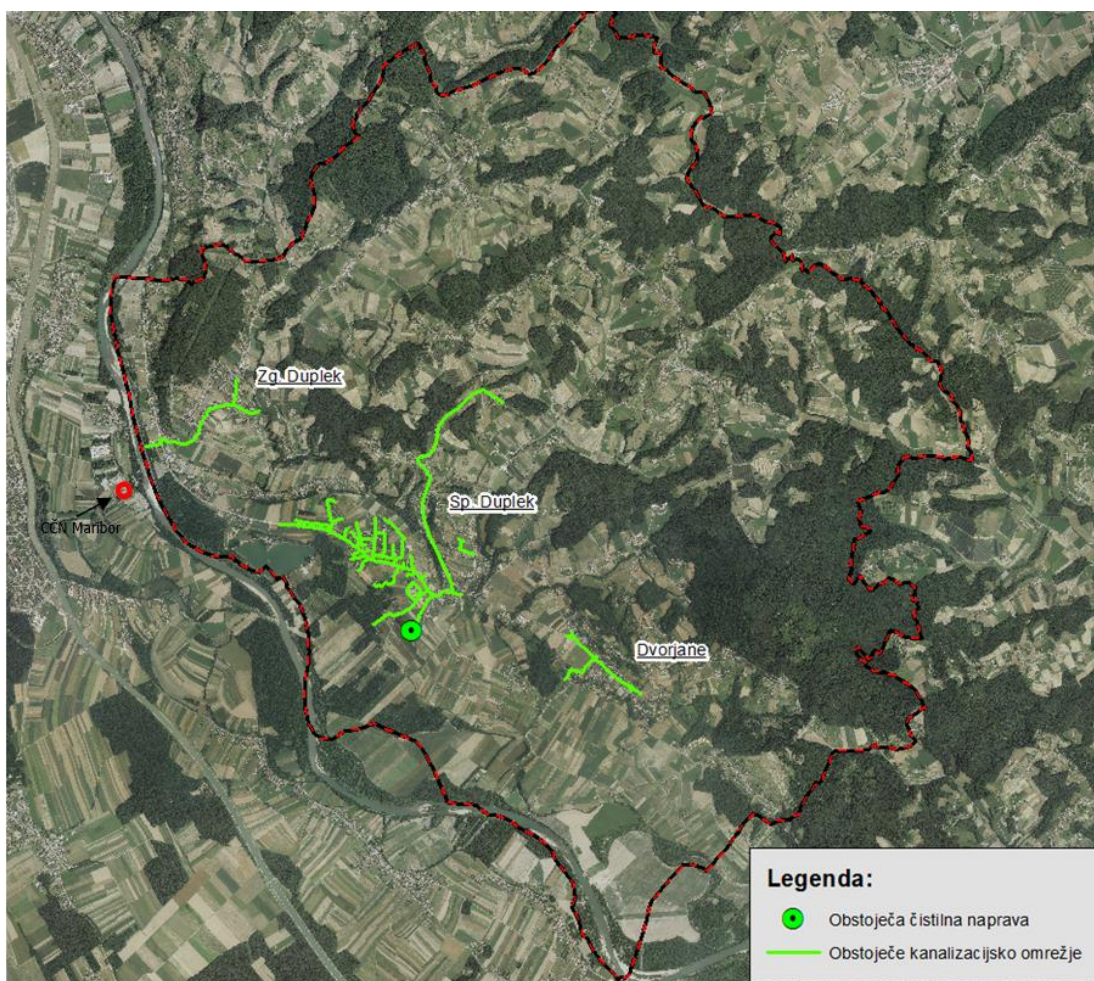 Zg. Duplek
Sp. Duplek
CČN Maribor
Dvorjane
Legenda:
Obstoječa čistilna naprava
Obstoječe kanalizacijsko omrežje